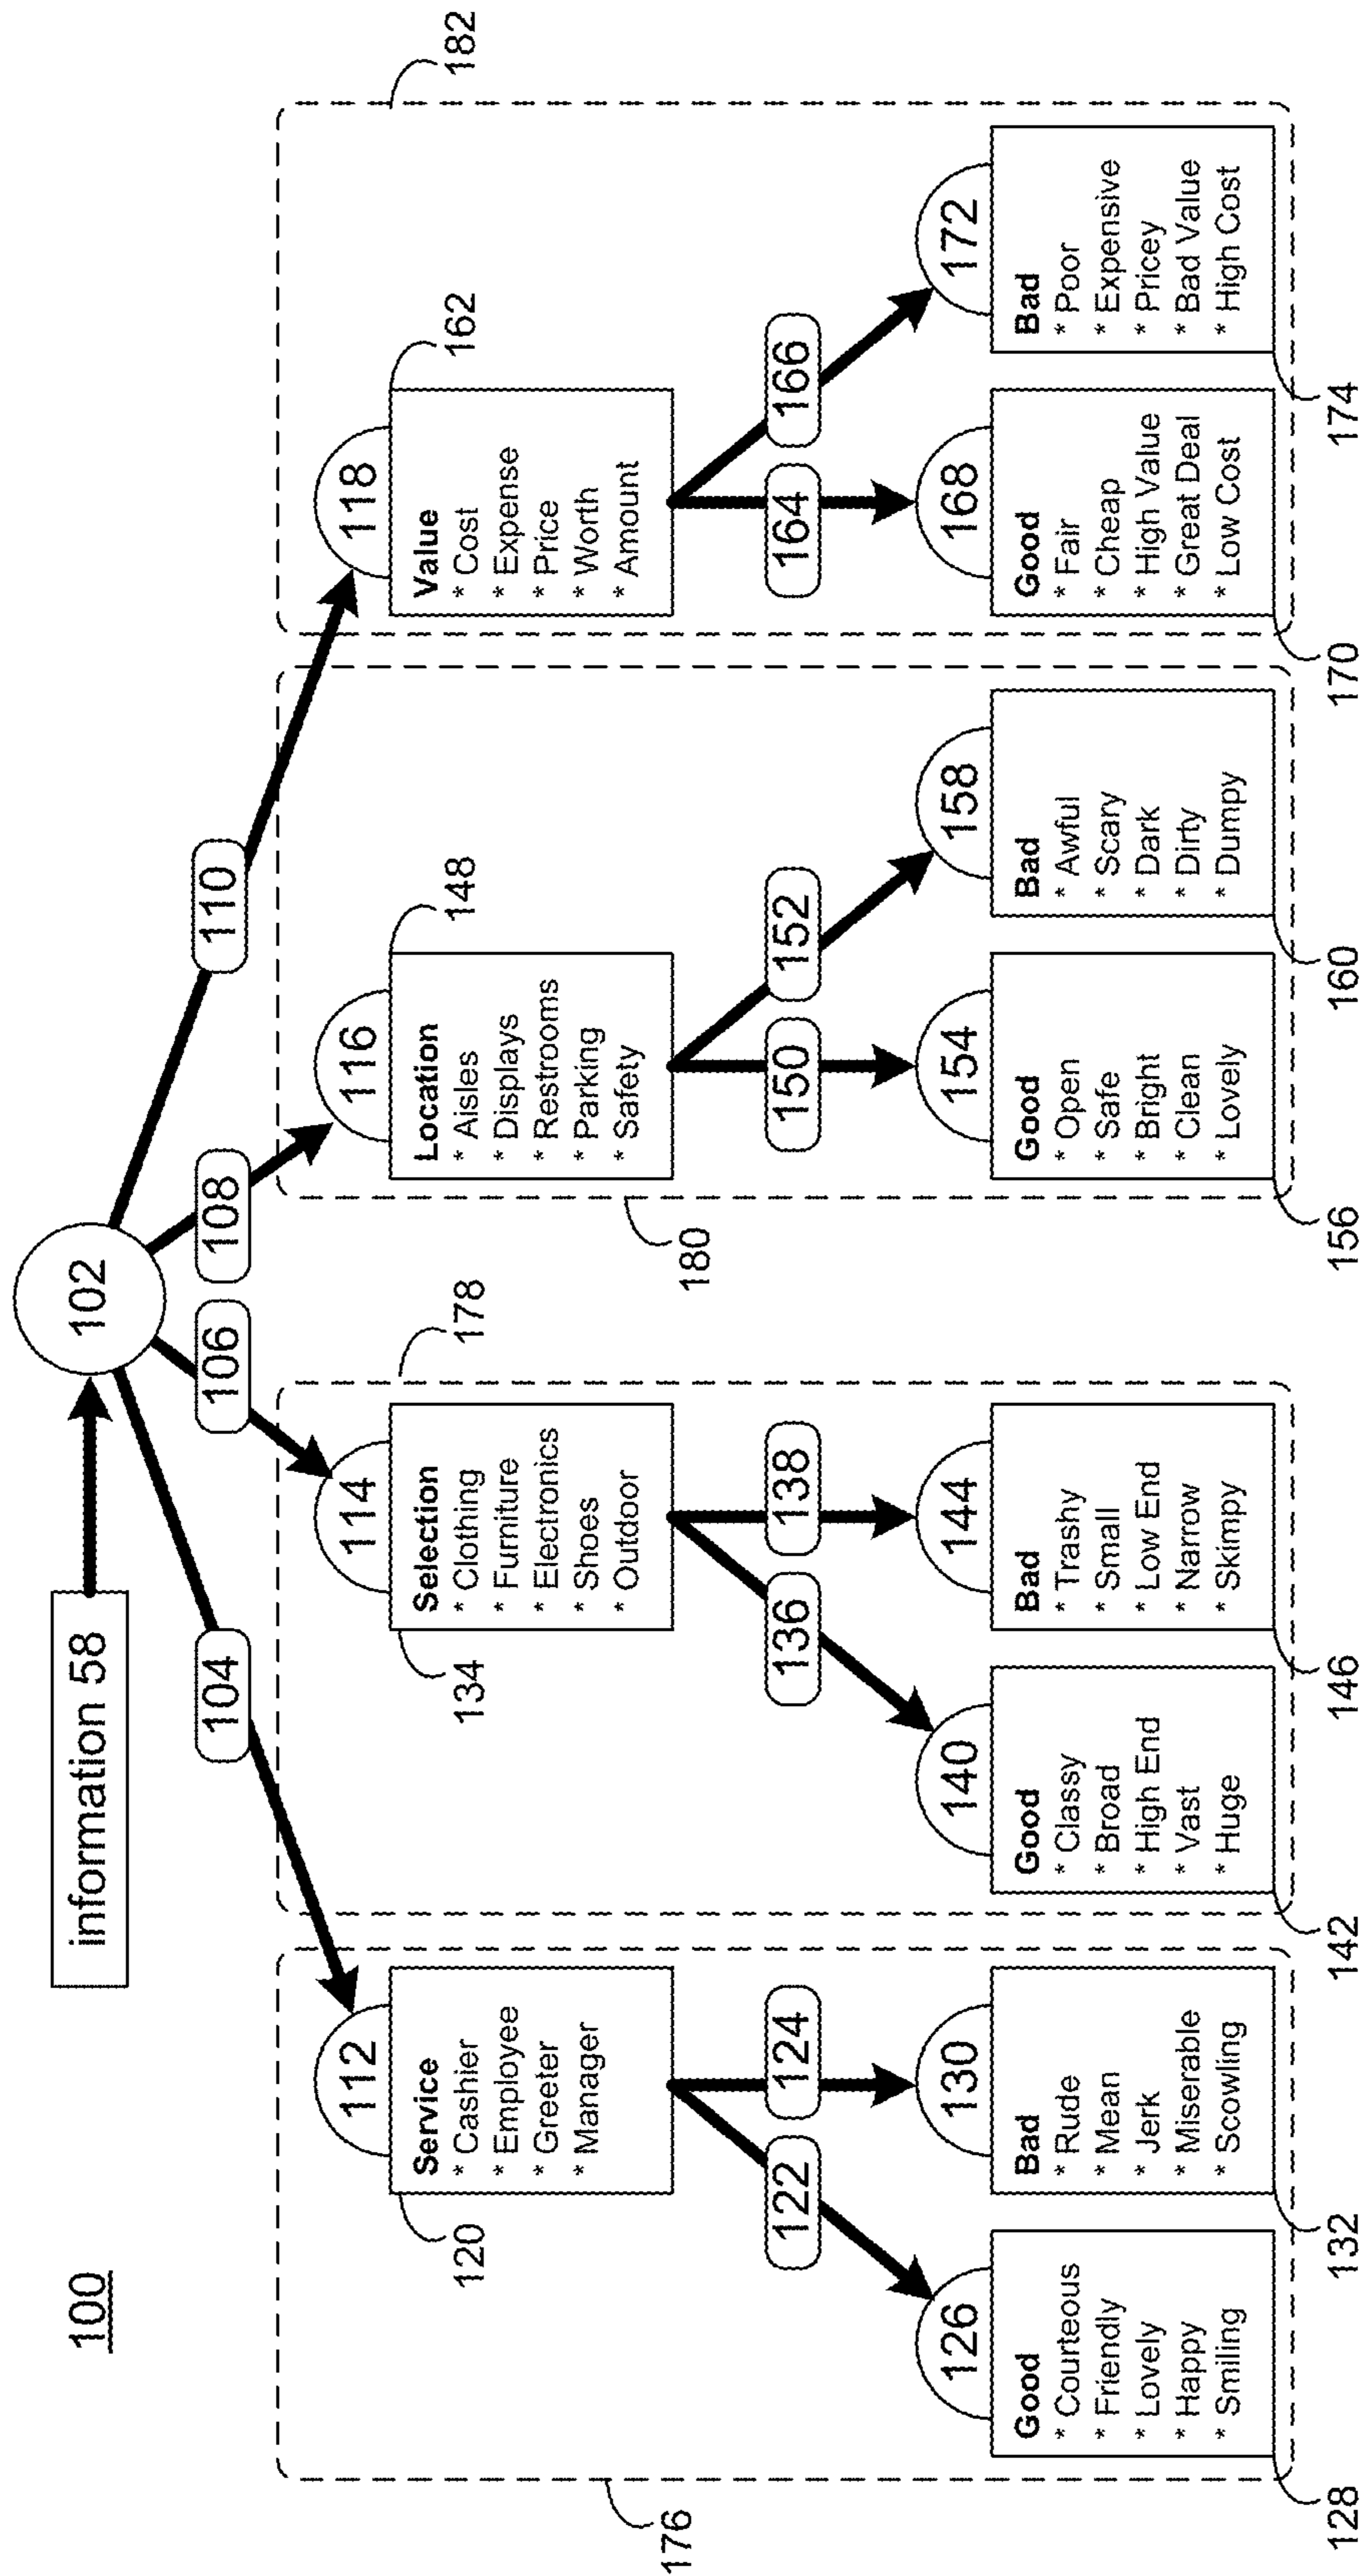 100
information 58
102
104
106
108
110
176
112
120
Service
* Cashier
* Employee
* Greeter
* Manager
122
124
126
Good
* Courteous
* Friendly
* Lovely
* Happy
* Smiling
128
130
Bad
* Rude
* Mean
* Jerk
* Miserable
* Scowling
132
178
114
134
Selection
* Clothing
* Furniture
* Electronics
* Shoes
* Outdoor
136
138
140
Good
* Classy
* Broad
* High End
* Vast
* Huge
142
144
Bad
* Trashy
* Small
* Low End
* Narrow
* Skimpy
146
180
116
148
Location
* Aisles
* Displays
* Restrooms
* Parking
* Safety
150
152
154
Good
* Open
* Safe
* Bright
* Clean
* Lovely
156
158
Bad
* Awful
* Scary
* Dark
* Dirty
* Dumpy
160
182
118
162
Value
* Cost
* Expense
* Price
* Worth
* Amount
164
166
168
Good
* Fair
* Cheap
* High Value
* Great Deal
* Low Cost
170
172
Bad
* Poor
* Expensive
* Pricey
* Bad Value
* High Cost
174